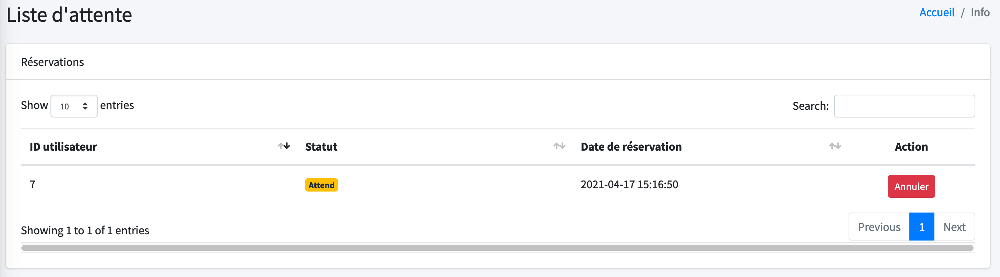 Liste d'attente
Accueil / Info
Réservations
Show 10 entries
Search:
ID utilisateur Statut Date de réservation Action
7 Attend 2021-04-17 15:16:50 Annuler
Showing 1 to 1 of 1 entries
Previous 1 Next